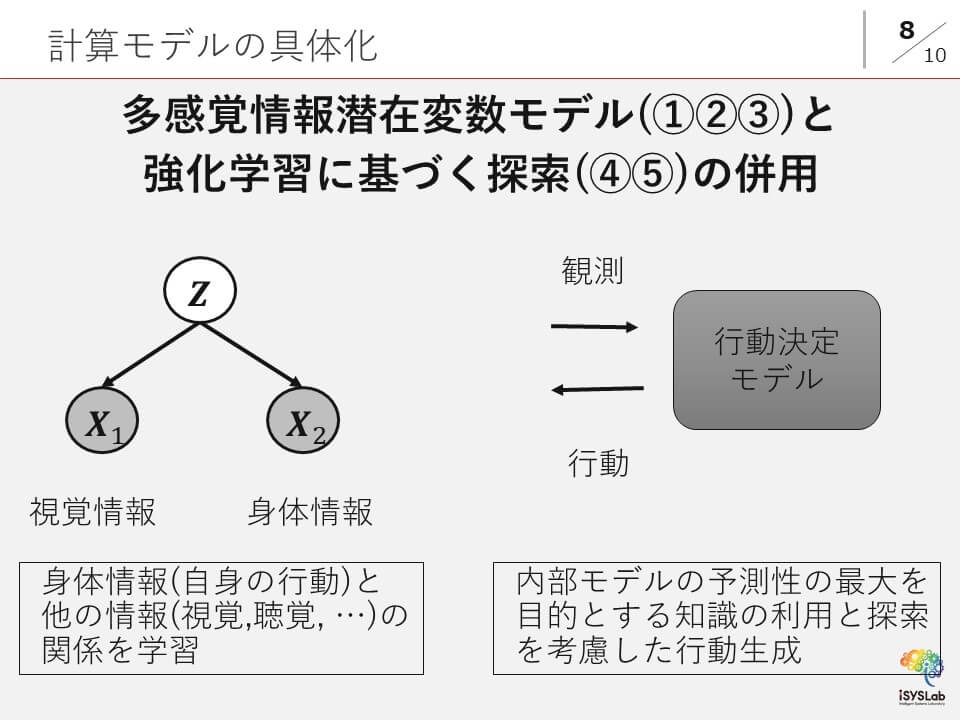 計算モデルの具体化
8
10
多感覚情報潜在変数モデル(①②③)と
強化学習に基づく探索(④⑤)の併用
Z
X1
X2
視覚情報
身体情報
観測
行動決定
モデル
行動
身体情報(自身の行動)と
他の情報(視覚,聴覚, …)の
関係を学習
内部モデルの予測性の最大を
目的とする知識の利用と探索
を考慮した行動生成
iSYSLab
Intelligent Systems Laboratory